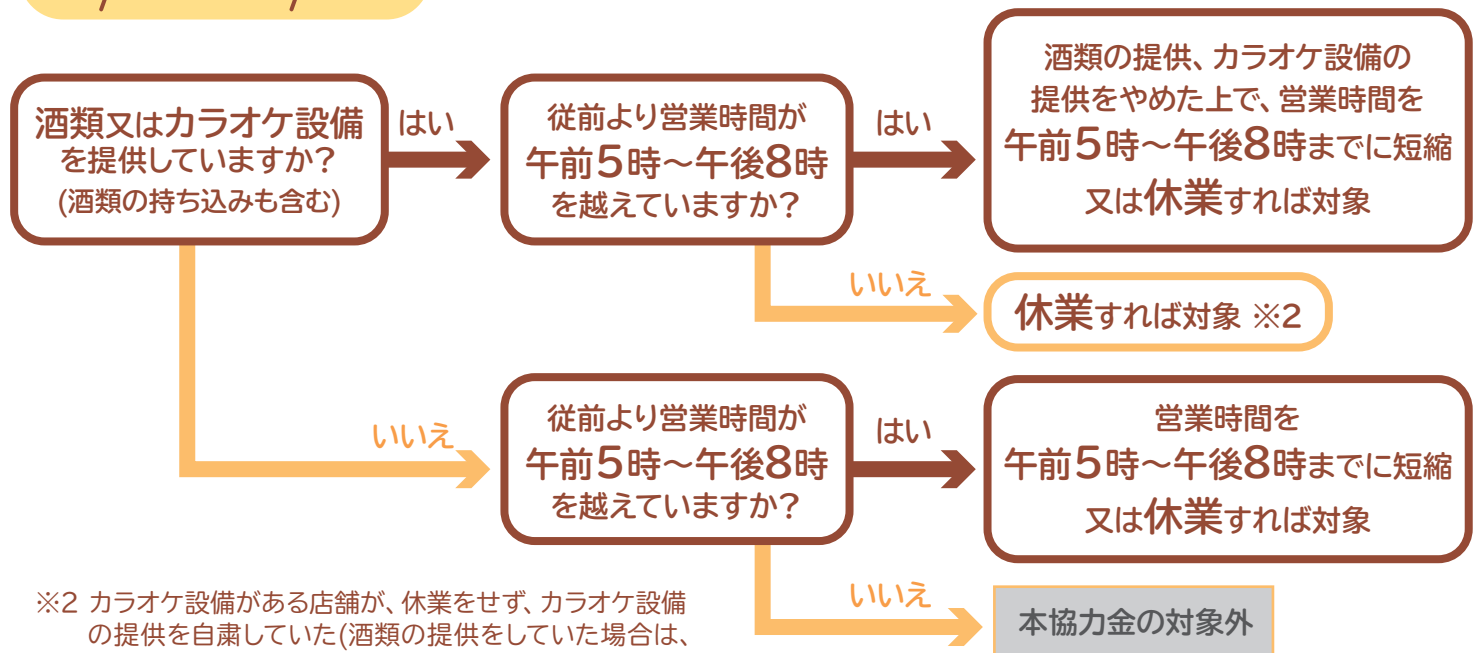 酒類又はカラオケ設備
を提供していますか?
(酒類の持ち込みも含む)
はい
従前より営業時間が
午前5時～午後8時
を越えていますか?
はい
酒類の提供、カラオケ設備の
提供をやめた上で、営業時間を
午前5時～午後8時までに短縮
又は休業すれば対象
いいえ
休業すれば対象 ※2
いいえ
従前より営業時間が
午前5時～午後8時
を越えていますか?
はい
営業時間を
午前5時～午後8時までに短縮
又は休業すれば対象
いいえ
本協力金の対象外
※2 カラオケ設備がある店舗が、休業をせず、カラオケ設備
の提供を自粛していた(酒類の提供をしていた場合は、